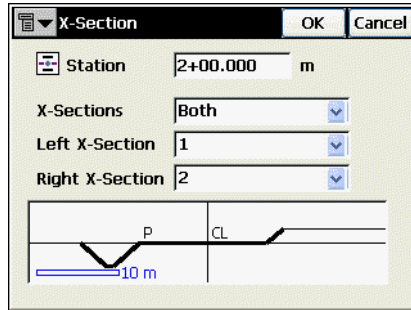 X-Section OK Cancel
Station 2+00.000 m
X-Sections Both
Left X-Section 1
Right X-Section 2
P CL
10 m